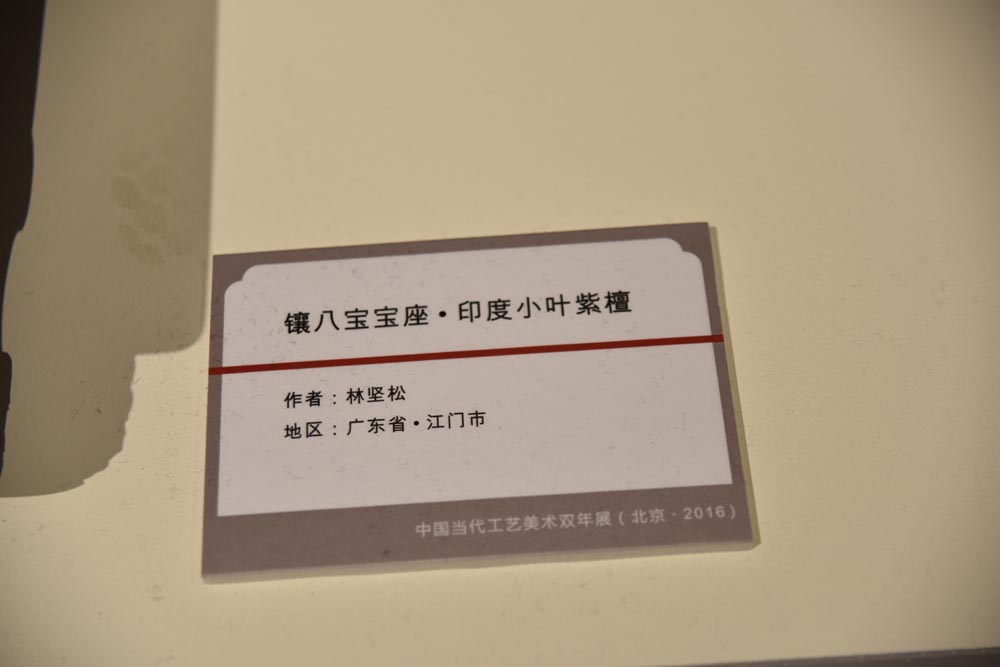 镶八宝宝座•印度小叶紫檀
作者：林坚松
地区：广东省•江门市
中国当代工艺美术双年展（北京·2016）